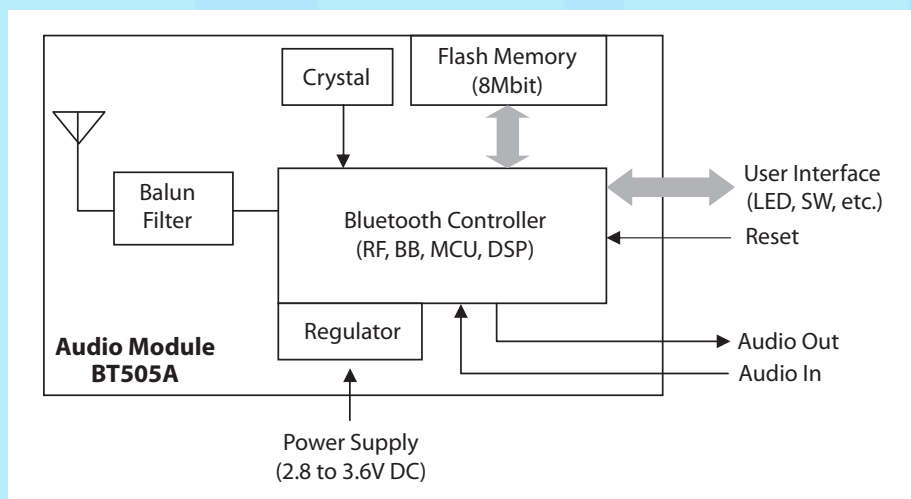 Flash Memory
(8Mbit)
Crystal
Balun
Filter
Bluetooth Controller
(RF, BB, MCU, DSP)
User Interface
(LED, SW, etc.)
Reset
Regulator
Audio Module
BT505A
Audio Out
Audio In
Power Supply
(2.8 to 3.6V DC)